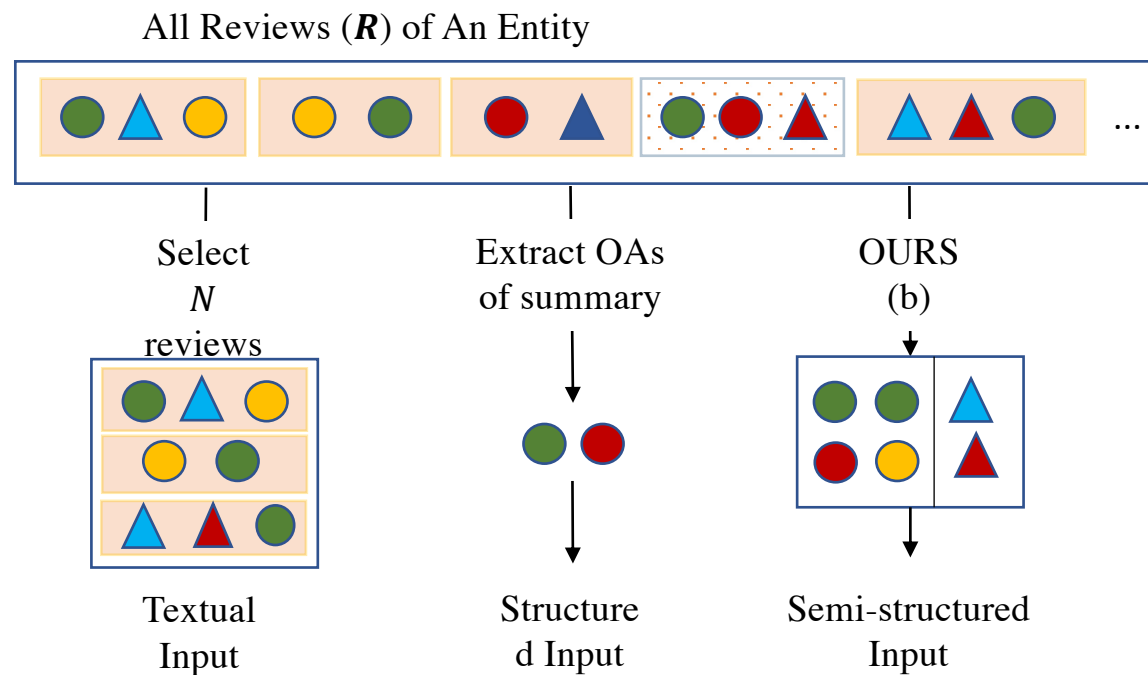 All Reviews (R) of An Entity
...
Select
N
reviews
Extract OAs
of summary
OURS
(b)
Textual
Input
Structure
d Input
Semi-structured
Input